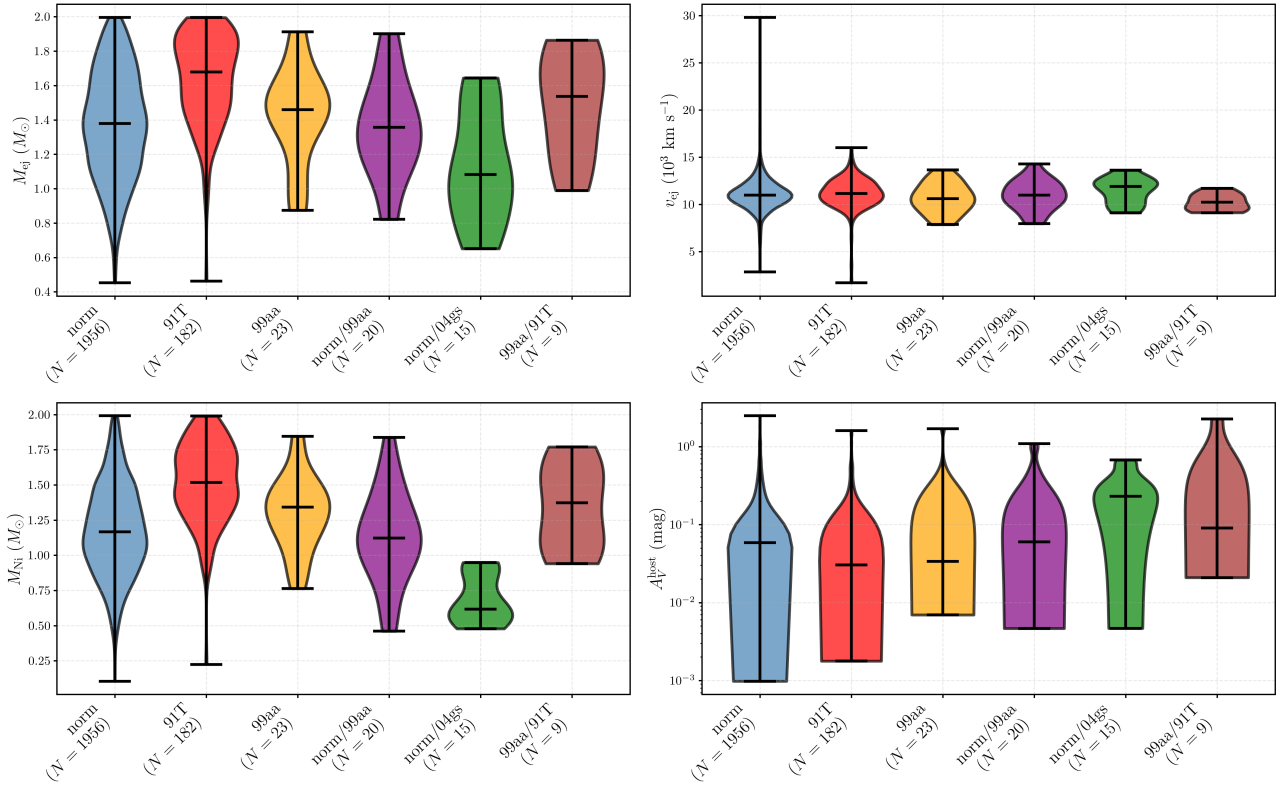 2.0
1.8
1.6
1.4
1.2
1.0
0.8
0.6
0.4
M_ej (M_⊙)
norm
(N = 1956)
91T
(N = 182)
99aa
(N = 23)
norm/99aa
(N = 20)
norm/04gs
(N = 15)
99aa/91T
(N = 9)
30
25
20
15
10
5
v_ej (10³ km s⁻¹)
norm
(N = 1956)
91T
(N = 182)
99aa
(N = 23)
norm/99aa
(N = 20)
norm/04gs
(N = 15)
99aa/91T
(N = 9)
2.00
1.75
1.50
1.25
1.00
0.75
0.50
0.25
M_Ni (M_⊙)
norm
(N = 1956)
91T
(N = 182)
99aa
(N = 23)
norm/99aa
(N = 20)
norm/04gs
(N = 15)
99aa/91T
(N = 9)
10⁰
10⁻¹
10⁻²
10⁻³
A_V^host (mag)
norm
(N = 1956)
91T
(N = 182)
99aa
(N = 23)
norm/99aa
(N = 20)
norm/04gs
(N = 15)
99aa/91T
(N = 9)